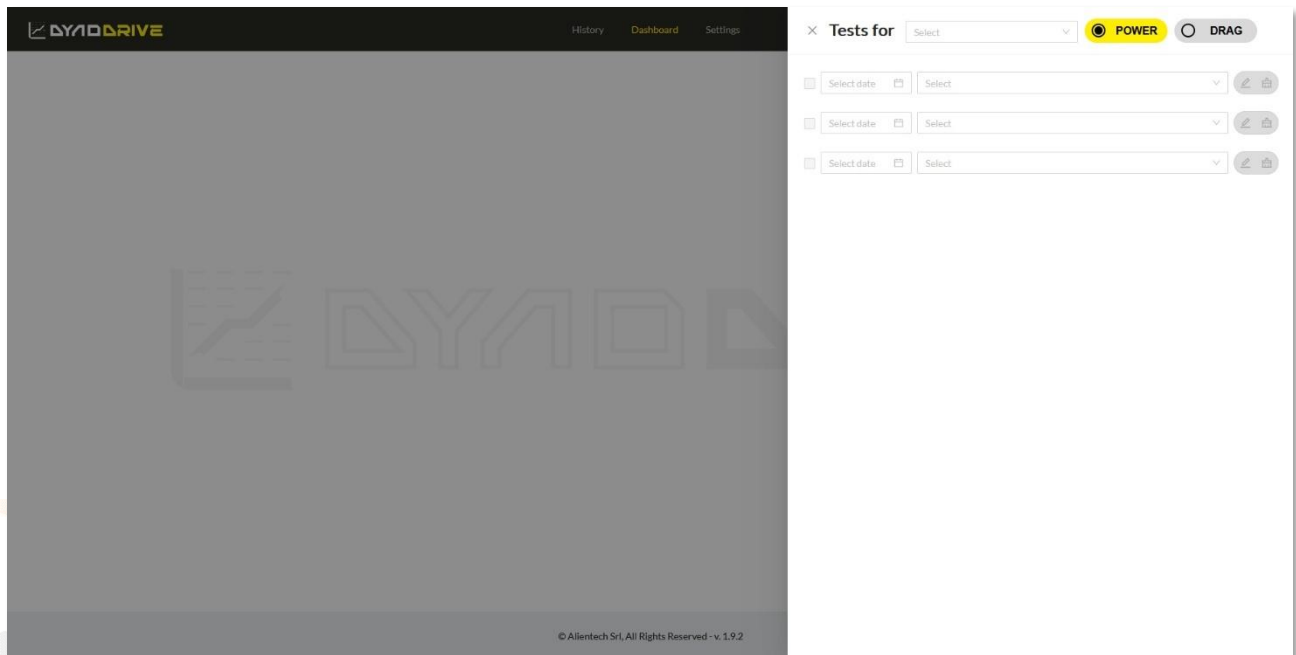 DYNODRIVE
History Dashboard Settings
Tests for Select POWER DRAG
Select date Select
Select date Select
Select date Select
DYNOD
© Alientech Srl, All Rights Reserved - v. 1.9.2